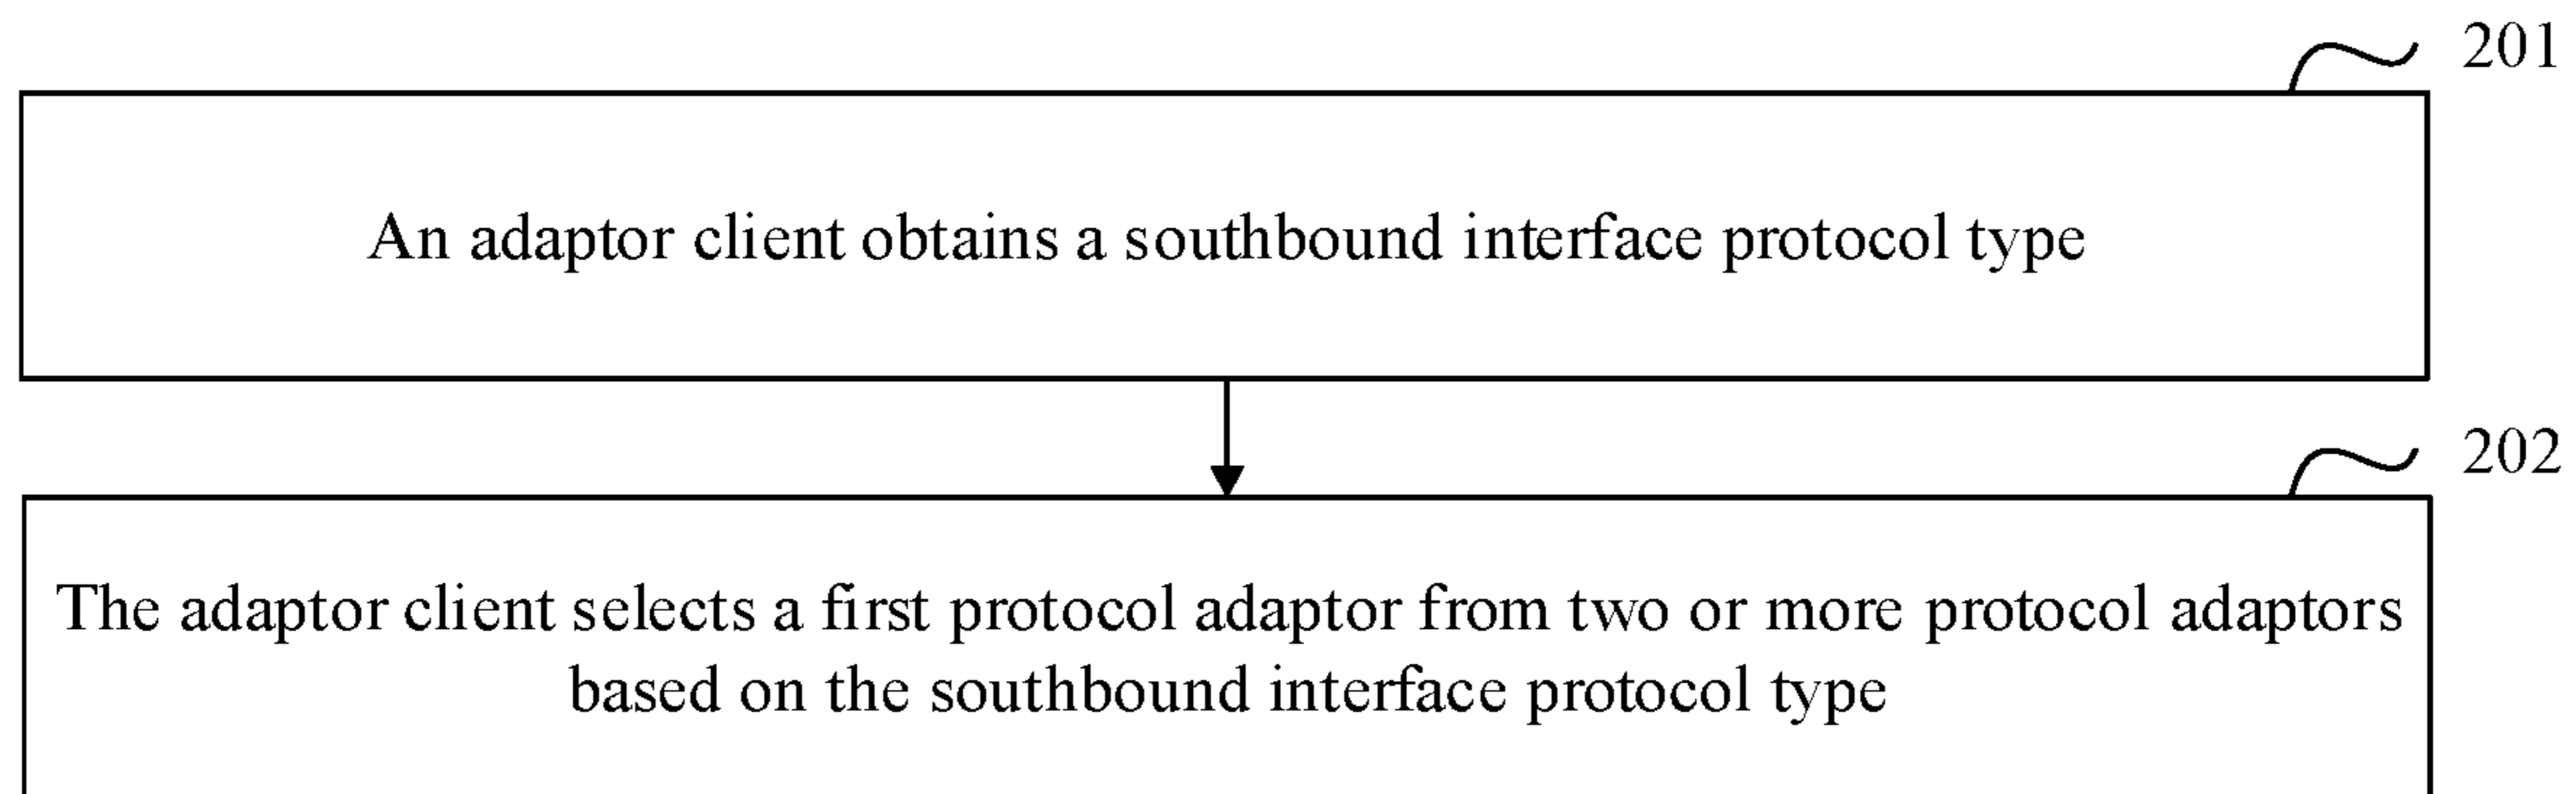 201
An adaptor client obtains a southbound interface protocol type
202
The adaptor client selects a first protocol adaptor from two or more protocol adaptors
based on the southbound interface protocol type